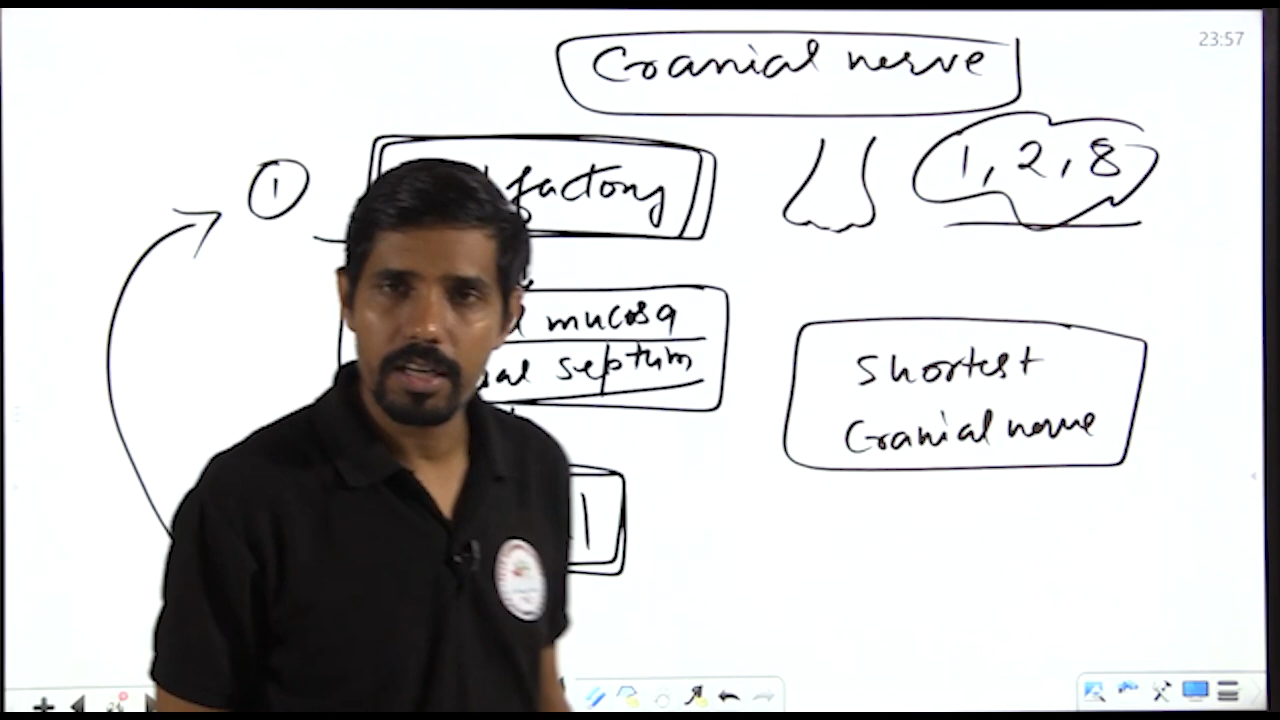 23:57
Cranial nerve
1
factory
1, 2, 8
mucosa
septum
Shortest
Cranial nerve